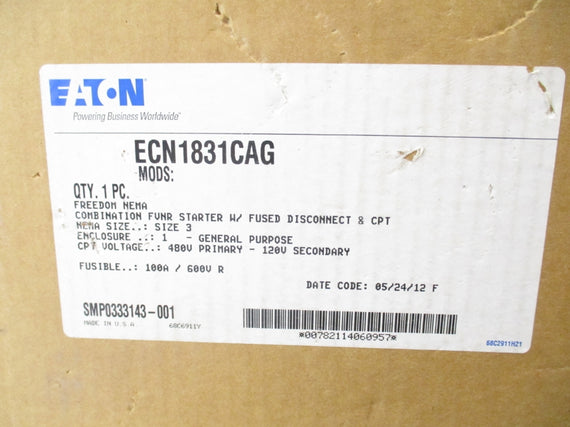 EATON
Powering Business Worldwide
ECN1831CAG
MODS:
QTY. 1 PC.
FREEDOM NEMA
COMBINATION FVNR STARTER W/ FUSED DISCONNECT & CPT
NEMA SIZE..: SIZE 3
ENCLOSURE ..: 1 - GENERAL PURPOSE
CPT VOLTAGE..: 480V PRIMARY - 120V SECONDARY
FUSIBLE..: 100A / 600V R
DATE CODE: 05/24/12 F
SMP0333143-001
MADE IN U.S.A. 68C6911Y
*00782114060957*
68C2911H21